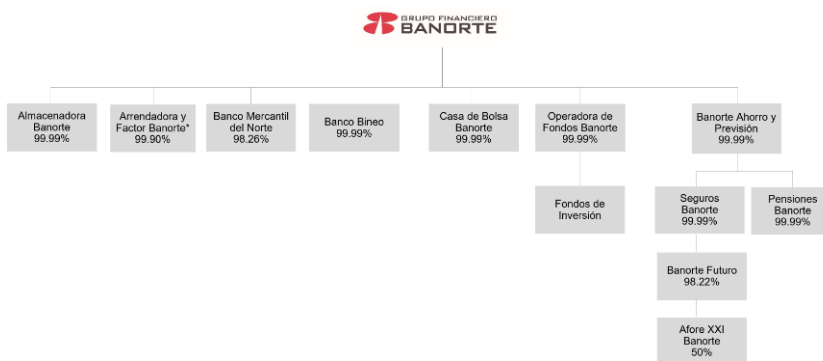 GRUPO FINANCIERO
BANORTE
Almacenadora
Banorte
99.99%
Arrendadora y
Factor Banorte*
99.90%
Banco Mercantil
del Norte
98.26%
Banco Bineo
99.99%
Casa de Bolsa
Banorte
99.99%
Operadora de
Fondos Banorte
99.99%
Banorte Ahorro y
Previsión
99.99%
Fondos de
Inversión
Seguros
Banorte
99.99%
Pensiones
Banorte
99.99%
Banorte Futuro
98.22%
Afore XXI
Banorte
50%